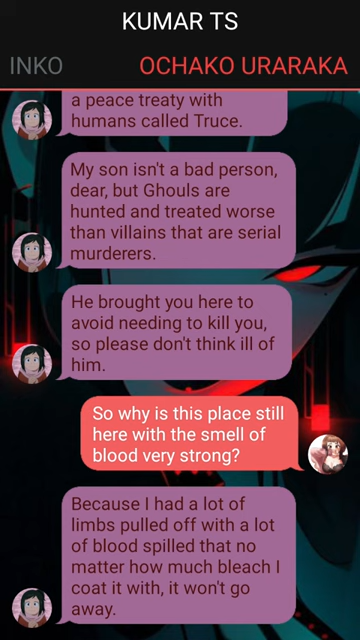 KUMAR TS
INKO
OCHAKO URARAKA
a peace treaty with
humans called Truce.
My son isn't a bad person,
dear, but Ghouls are
hunted and treated worse
than villains that are serial
murderers.
He brought you here to
avoid needing to kill you,
so please don't think ill of
him.
So why is this place still
here with the smell of
blood very strong?
Because I had a lot of
limbs pulled off with a lot
of blood spilled that no
matter how much bleach I
coat it with, it won't go
away.